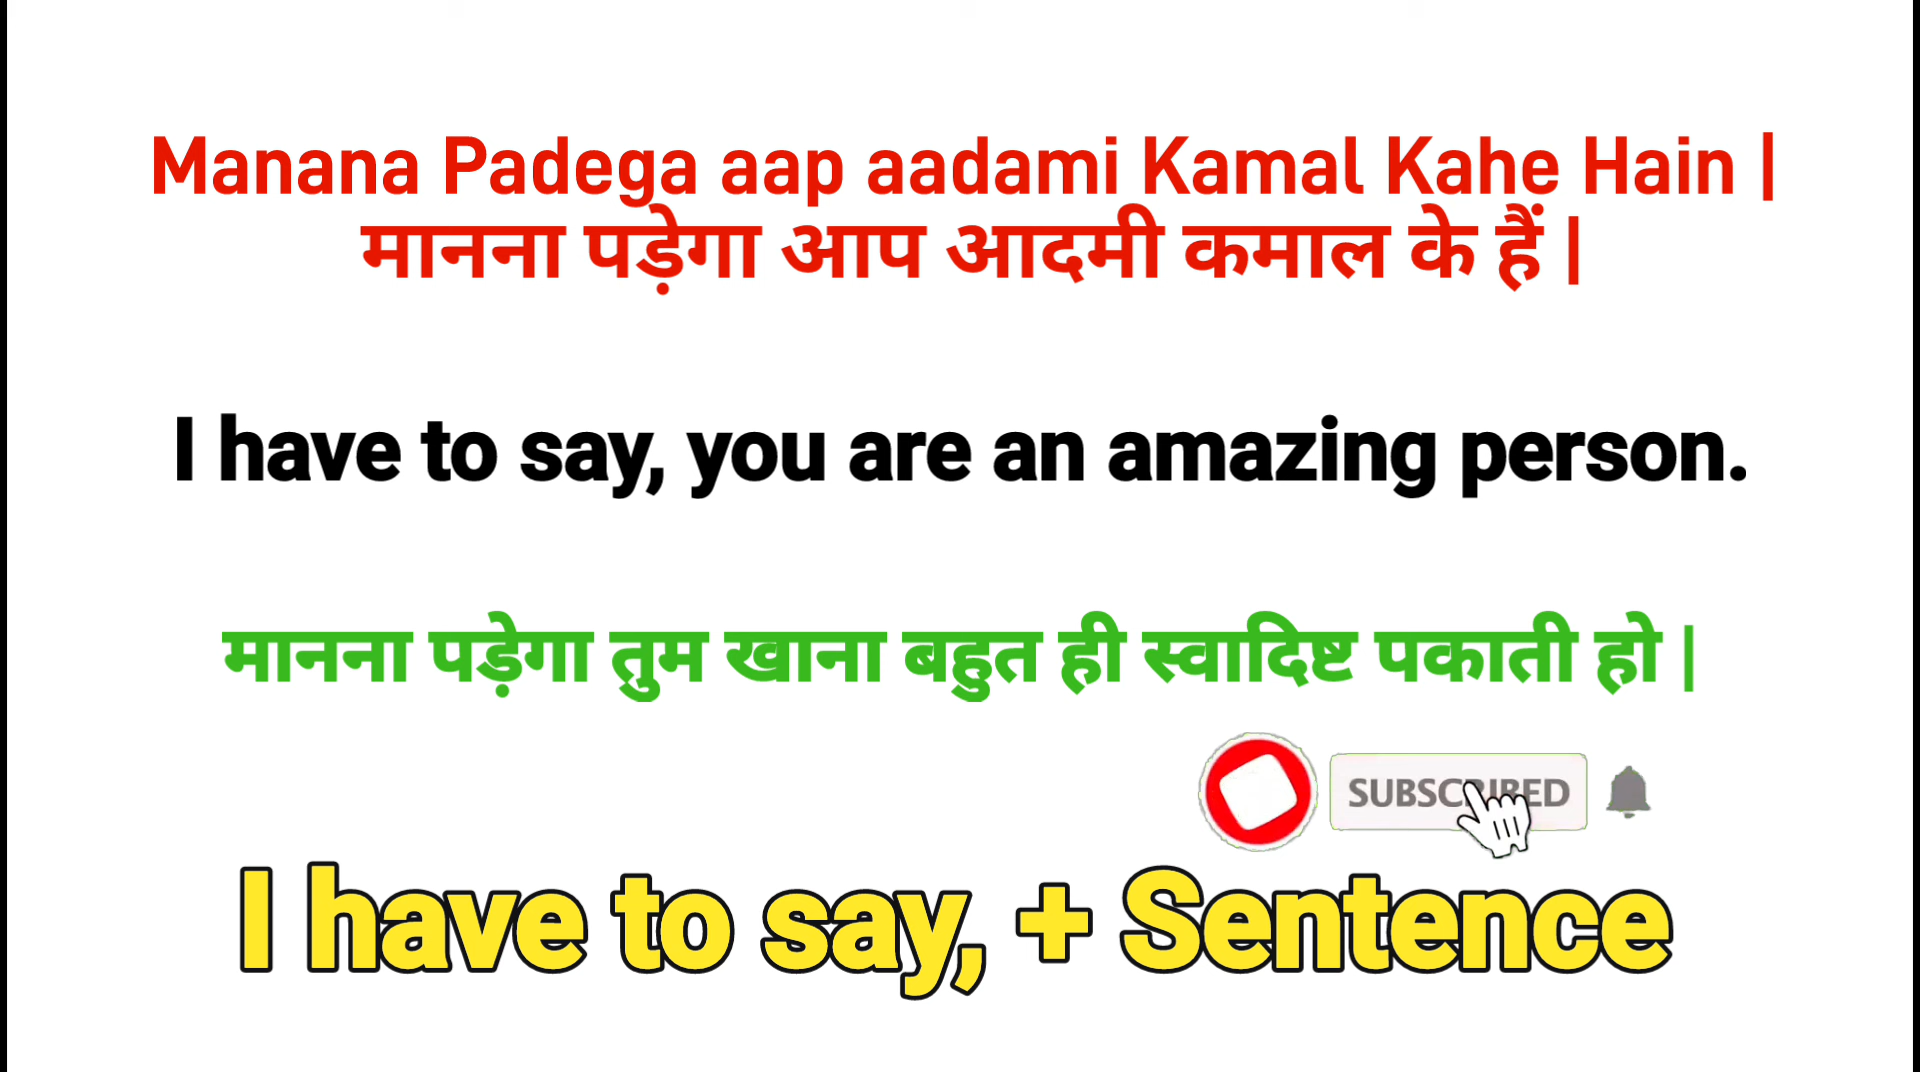 Manana Padega aap aadami Kamal Kahe Hain |
मानना पड़ेगा आप आदमी कमाल के हैं |
I have to say, you are an amazing person.
मानना पड़ेगा तुम खाना बहुत ही स्वादिष्ट पकाती हो |
SUBSCRIBED
I have to say, + Sentence